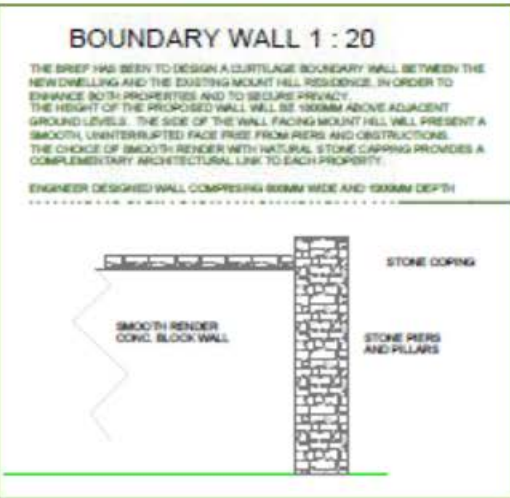 BOUNDARY WALL 1 : 20
THE BRIEF HAS BEEN TO DESIGN A CURTILAGE BOUNDARY WALL BETWEEN THE
NEW DWELLING AND THE EXISTING MOUNT HILL RESIDENCE. IN ORDER TO
ENHANCE BOTH PROPERTIES AND TO SECURE PRIVACY.
THE HEIGHT OF THE PROPOSED WALL WILL BE ABOVE ADJACENT
GROUND LEVELS. THE SIDE OF THE WALL FACING MOUNT HILL WILL PRESENT A
SMOOTH, UNINTERRUPTED FACE FREE FROM PIERS AND OBSTRUCTIONS.
THE CHOICE OF SMOOTH RENDER WITH NATURAL STONE CAPPING PROVIDES A
COMPLEMENTARY ARCHITECTURAL LINK TO EACH PROPERTY.
ENGINEER DESIGNED WALL COMPRISING WIDE AND DEPTH
STONE COPING
SMOOTH RENDER
CONC. BLOCK WALL
STONE PIERS
AND PILLARS